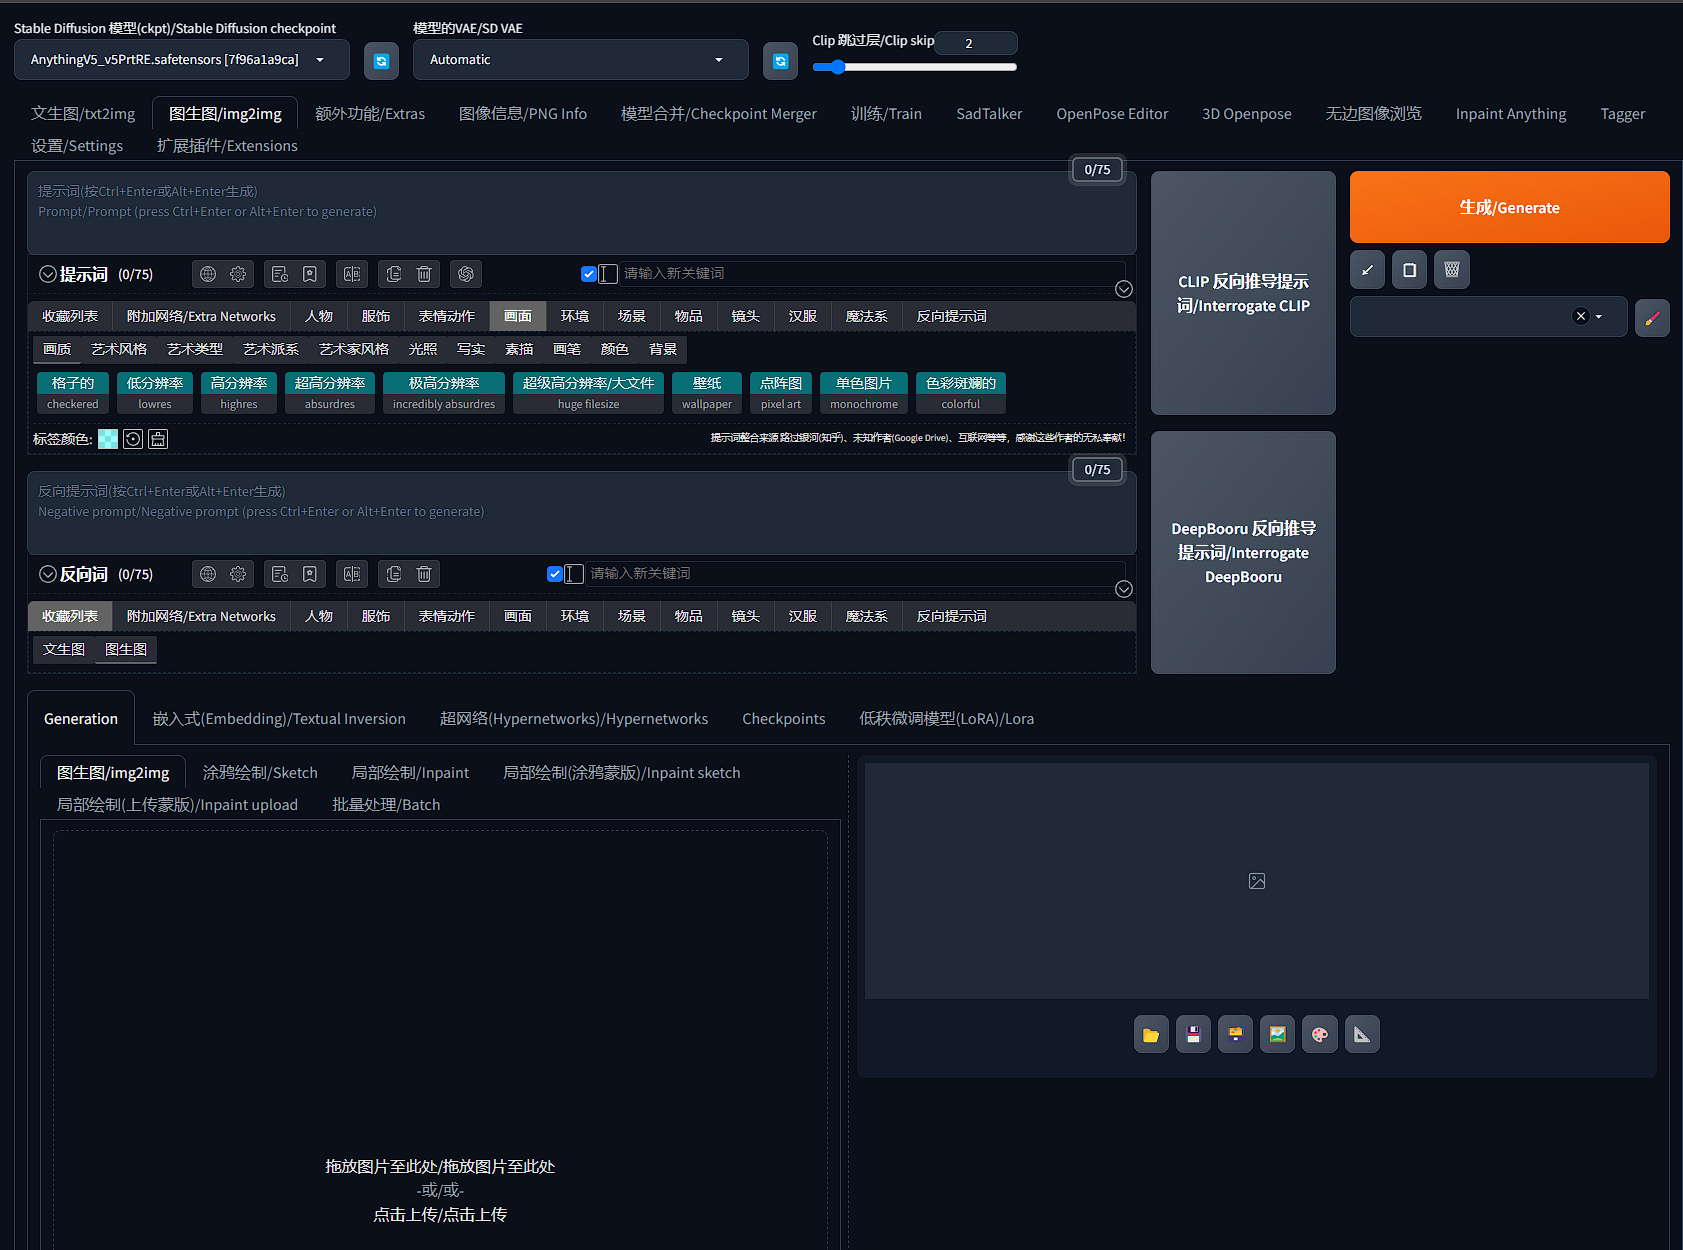 Stable Diffusion 模型(ckpt)/Stable Diffusion checkpoint
模型的VAE/SD VAE
Clip 跳过层/Clip skip
2
AnythingV5_v5PrtRE.safetensors [7f96a1a9ca]
Automatic
文生图/txt2img
图生图/img2img
额外功能/Extras
图像信息/PNG Info
模型合并/Checkpoint Merger
训练/Train
SadTalker
OpenPose Editor
3D Openpose
无边图像浏览
Inpaint Anything
Tagger
设置/Settings
扩展插件/Extensions
0/75
提示词(按Ctrl+Enter或Alt+Enter生成)
Prompt/Prompt (press Ctrl+Enter or Alt+Enter to generate)
提示词 (0/75)
请输入新关键词
收藏列表
附加网络/Extra Networks
人物
服饰
表情动作
画面
环境
场景
物品
镜头
汉服
魔法系
反向提示词
画质
艺术风格
艺术类型
艺术派系
艺术家风格
光照
写实
素描
画笔
颜色
背景
格子的
checkered
低分辨率
lowres
高分辨率
highres
超高分辨率
absurdres
极高分辨率
incredibly absurdres
超级高分辨率/大文件
huge filesize
壁纸
wallpaper
点阵图
pixel art
单色图片
monochrome
色彩斑斓的
colorful
标签颜色:
提示词整合来源 路过银河(知乎)、未知作者(Google Drive)、互联网等等，感谢这些作者的无私奉献!
0/75
反向提示词(按Ctrl+Enter或Alt+Enter生成)
Negative prompt/Negative prompt (press Ctrl+Enter or Alt+Enter to generate)
反向词 (0/75)
请输入新关键词
收藏列表
附加网络/Extra Networks
人物
服饰
表情动作
画面
环境
场景
物品
镜头
汉服
魔法系
反向提示词
文生图
图生图
CLIP 反向推导提示
词/Interrogate CLIP
DeepBooru 反向推导
提示词/Interrogate
DeepBooru
生成/Generate
Generation
嵌入式(Embedding)/Textual Inversion
超网络(Hypernetworks)/Hypernetworks
Checkpoints
低秩微调模型(LoRA)/Lora
图生图/img2img
涂鸦绘制/Sketch
局部绘制/Inpaint
局部绘制(涂鸦蒙版)/Inpaint sketch
局部绘制(上传蒙版)/Inpaint upload
批量处理/Batch
拖放图片至此处/拖放图片至此处
-或/或-
点击上传/点击上传